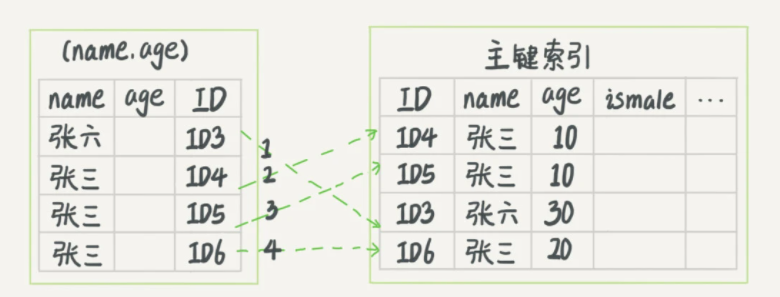 (name.age)
name age ID
张六 ID3
张三 ID4
张三 ID5
张三 ID6
1
2
3
4
主键索引
ID name age ismale ...
ID4 张三 10
ID5 张三 10
ID3 张六 30
ID6 张三 20